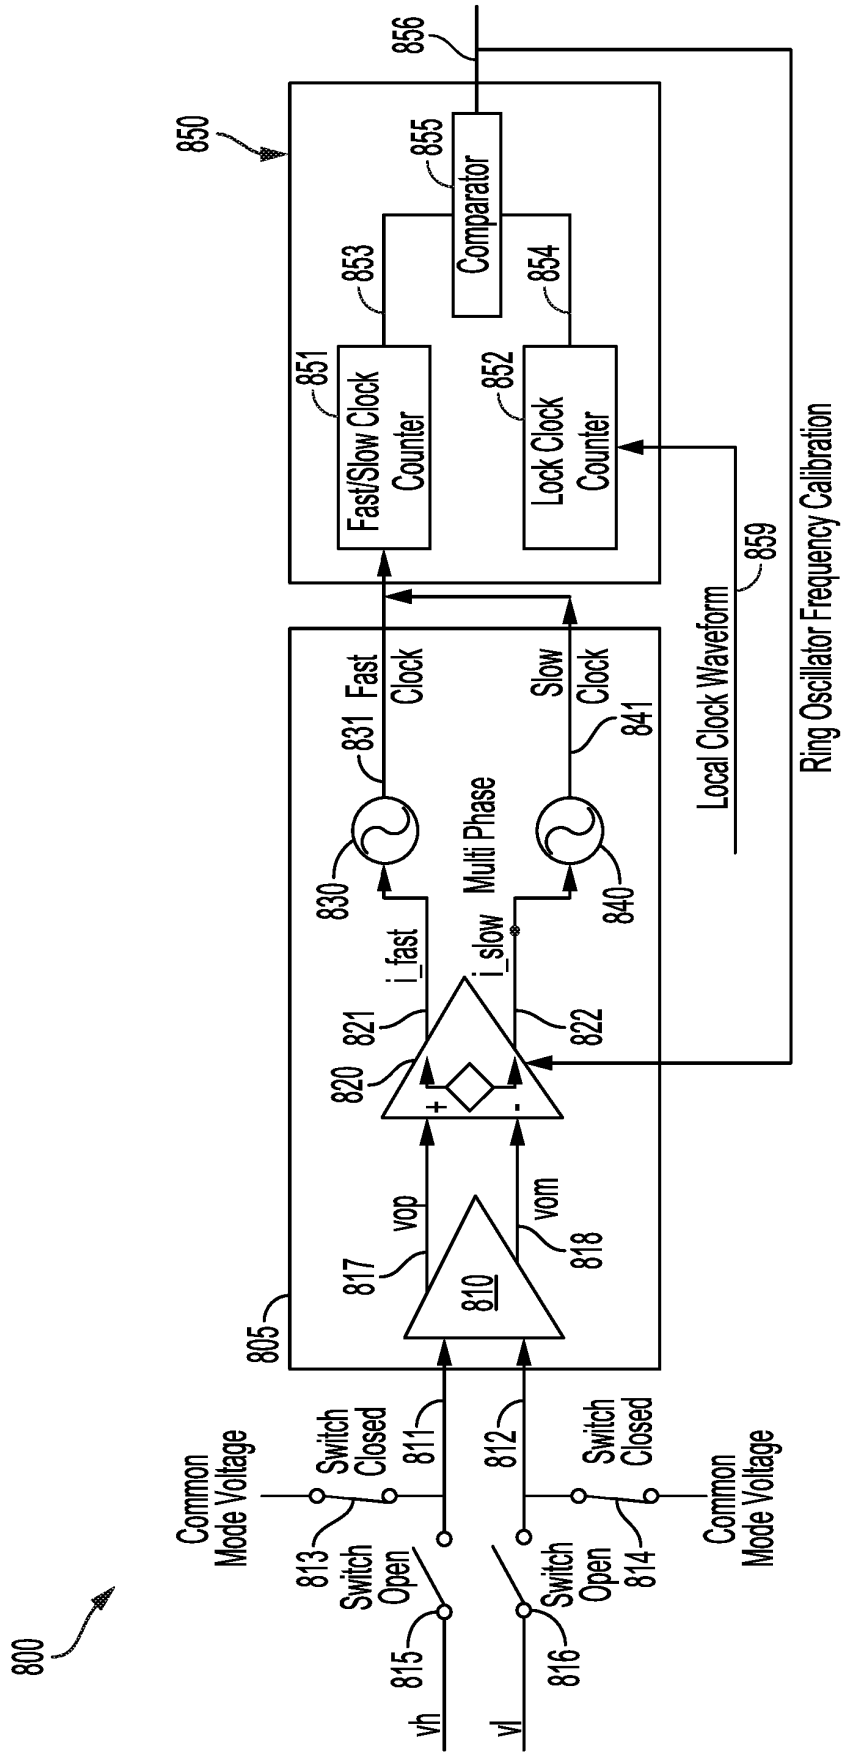 800
vh
vl
815
816
Switch
Open
Switch
Open
813
814
Common
Mode Voltage
Common
Mode Voltage
Switch
Closed
Switch
Closed
811
812
805
810
817
vop
818
vom
820
+
-
821
i_fast
822
i_slow
Multi Phase
830
840
831
Fast
Clock
841
Slow
Clock
850
851
Fast/Slow Clock
Counter
852
Lock Clock
Counter
853
854
855
Comparator
856
Local Clock Waveform
859
Ring Oscillator Frequency Calibration